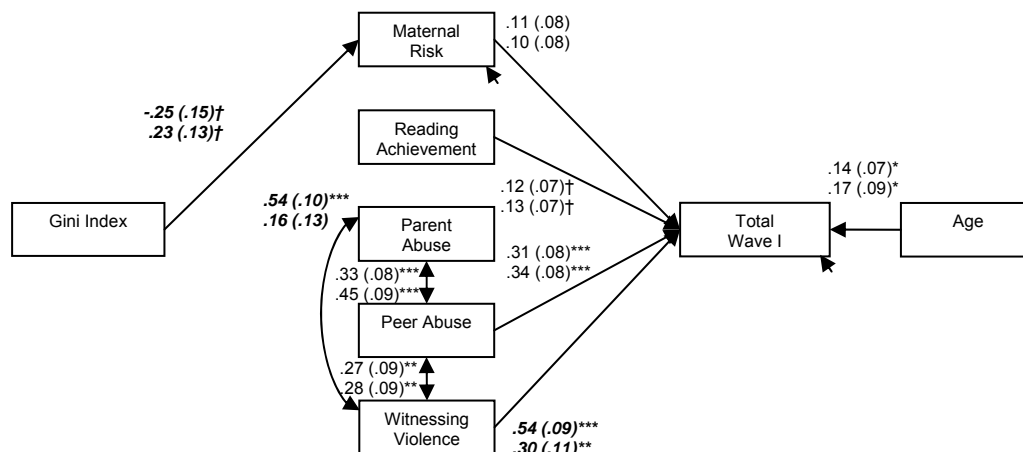 Maternal
Risk
.11 (.08)
.10 (.08)
-.25 (.15)†
.23 (.13)†
Reading
Achievement
.12 (.07)†
.13 (.07)†
.14 (.07)*
.17 (.09)*
Gini Index
.54 (.10)***
.16 (.13)
Parent
Abuse
Total
Wave I
Age
.33 (.08)***
.45 (.09)***
.31 (.08)***
.34 (.08)***
Peer Abuse
.27 (.09)**
.28 (.09)**
Witnessing
Violence
.54 (.09)***
.30 (.11)**